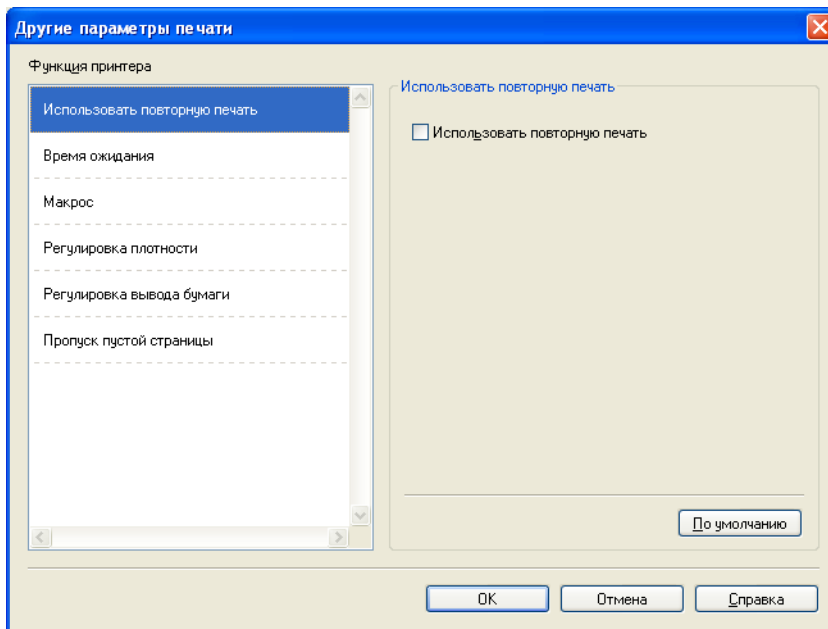 Другие параметры печати
Функция принтера
Использовать повторную печать
Время ожидания
Макрос
Регулировка плотности
Регулировка вывода бумаги
Пропуск пустой страницы
Использовать повторную печать
Использовать повторную печать
По умолчанию
OK
Отмена
Справка